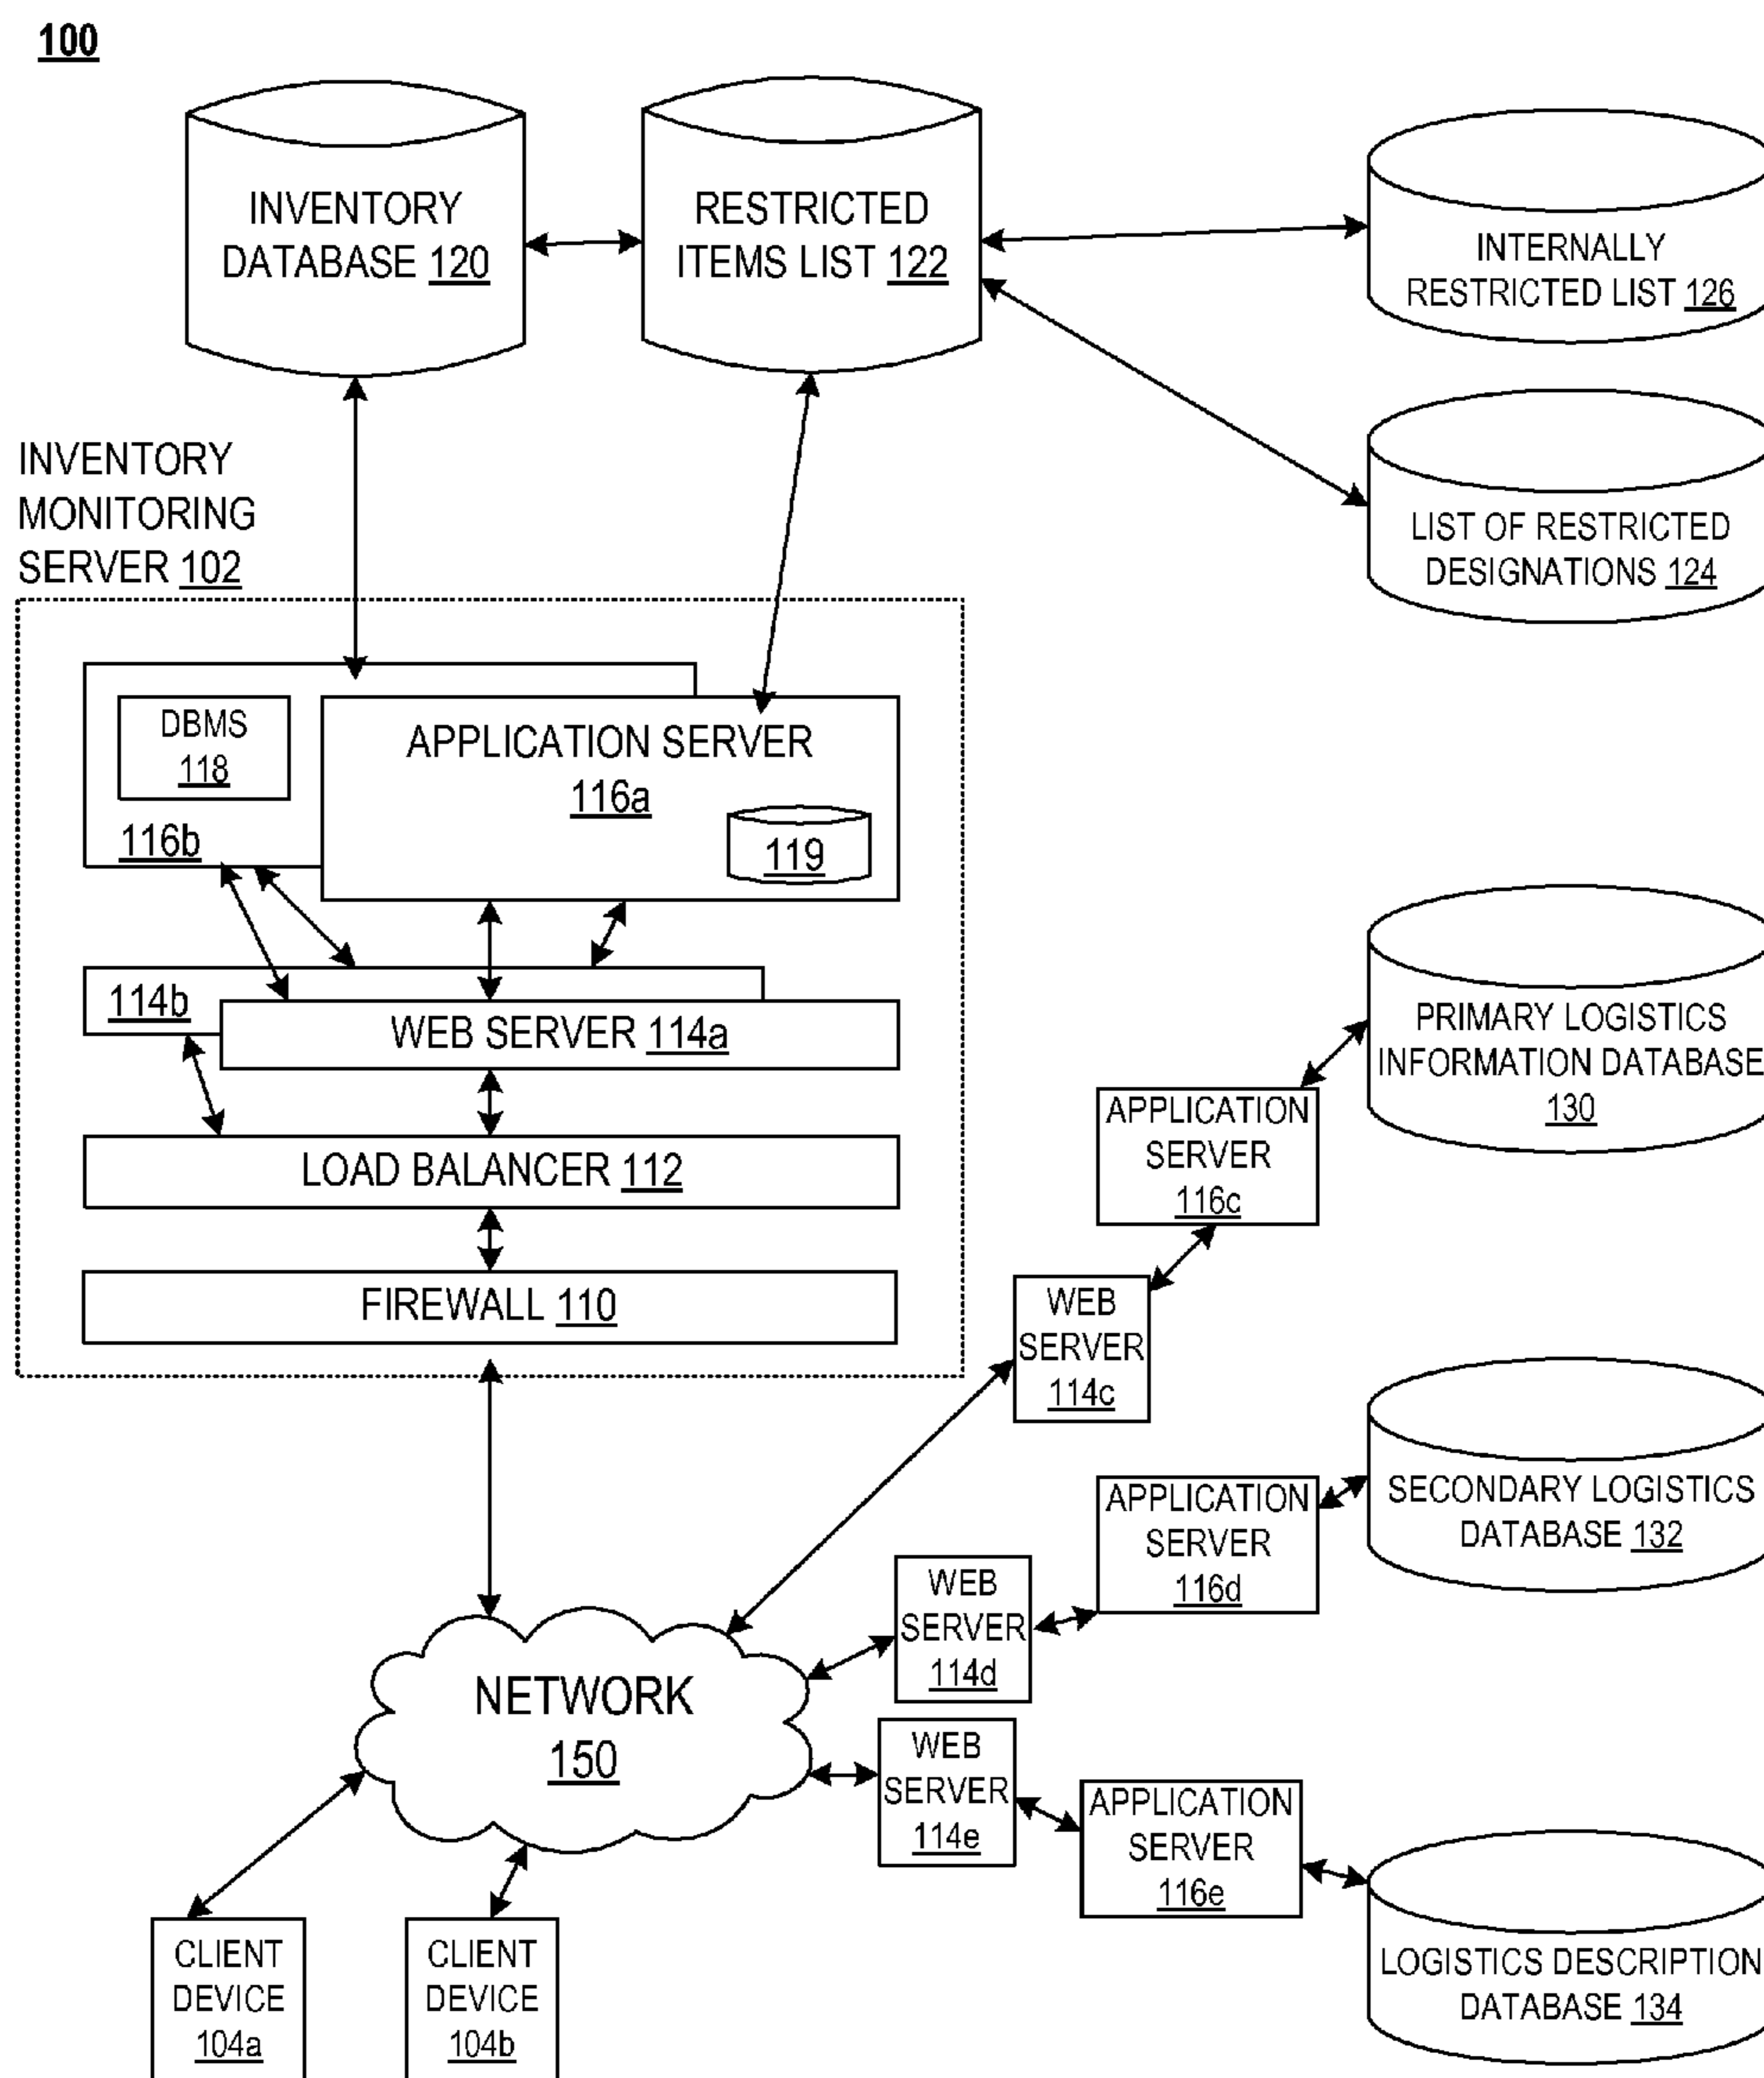 100
INVENTORY
DATABASE 120
RESTRICTED
ITEMS LIST 122
INTERNALLY
RESTRICTED LIST 126
LIST OF RESTRICTED
DESIGNATIONS 124
INVENTORY
MONITORING
SERVER 102
DBMS
118
116b
APPLICATION SERVER
116a
119
114b
WEB SERVER 114a
LOAD BALANCER 112
FIREWALL 110
PRIMARY LOGISTICS
INFORMATION DATABASE
130
APPLICATION
SERVER
116c
WEB
SERVER
114c
SECONDARY LOGISTICS
DATABASE 132
APPLICATION
SERVER
116d
WEB
SERVER
114d
NETWORK
150
WEB
SERVER
114e
APPLICATION
SERVER
116e
LOGISTICS DESCRIPTION
DATABASE 134
CLIENT
DEVICE
104a
CLIENT
DEVICE
104b